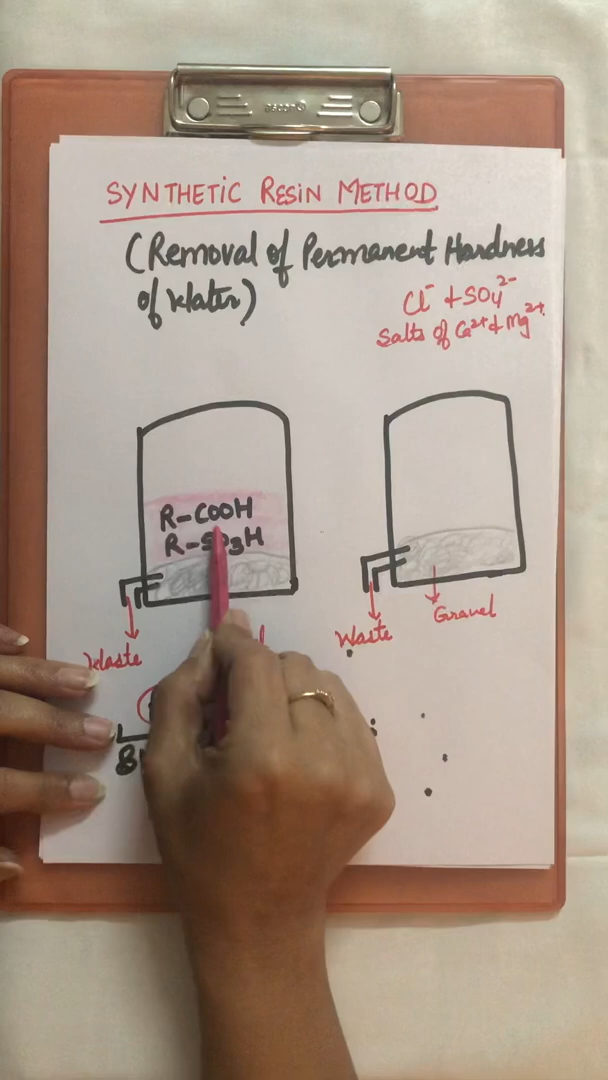 SYNTHETIC RESIN METHOD
(Removal of Permanent Hardness
of Water)
Cl⁻ + SO₄²⁻
Salts of Ca²⁺ & Mg²⁺
R-COOH
R-SO₃H
Waste
Waste
Gravel